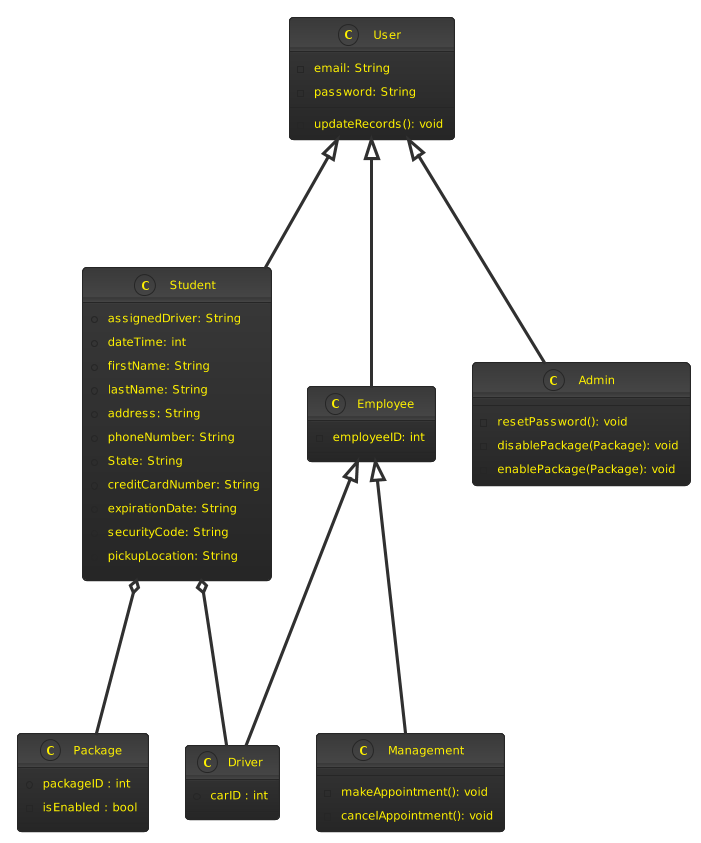 C User
email: String
password: String
updateRecords(): void
C Student
assignedDriver: String
dateTime: int
firstName: String
lastName: String
address: String
phoneNumber: String
State: String
creditCardNumber: String
expirationDate: String
securityCode: String
pickupLocation: String
C Employee
employeeID: int
C Admin
resetPassword(): void
disablePackage(Package): void
enablePackage(Package): void
C Package
packageID : int
isEnabled : bool
C Driver
carID : int
C Management
makeAppointment(): void
cancelAppointment(): void